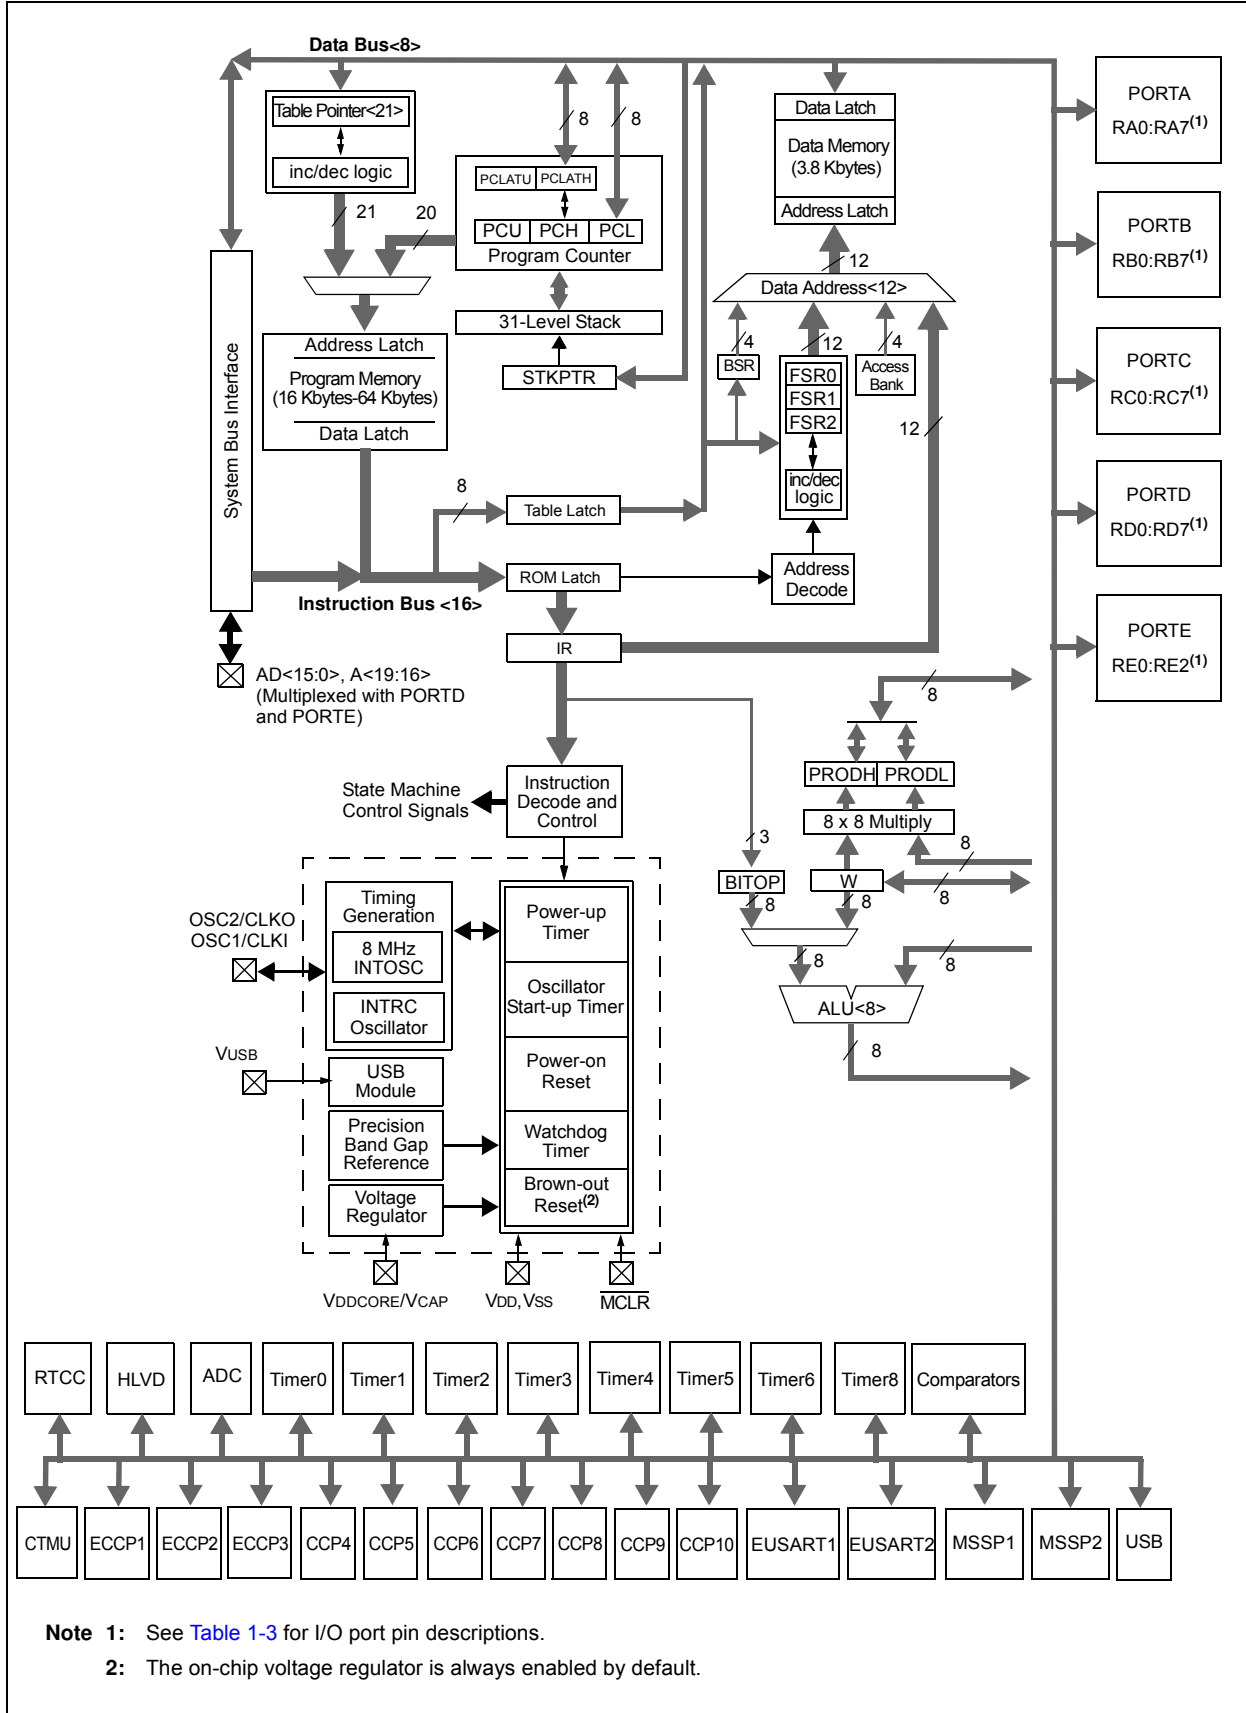 Data Bus<8>
Table Pointer<21>
inc/dec logic
21
20
8
8
PCLATU PCLATH
PCU PCH PCL
Program Counter
31-Level Stack
STKPTR
Data Latch
Data Memory
(3.8 Kbytes)
Address Latch
12
Data Address<12>
4
12
4
BSR
FSR0
FSR1
FSR2
inc/dec
logic
Access
Bank
12
PORTA
RA0:RA7(1)
PORTB
RB0:RB7(1)
PORTC
RC0:RC7(1)
PORTD
RD0:RD7(1)
PORTE
RE0:RE2(1)
System Bus Interface
Address Latch
Program Memory
(16 Kbytes-64 Kbytes)
Data Latch
8
Table Latch
ROM Latch
Instruction Bus <16>
Address
Decode
IR
AD<15:0>, A<19:16>
(Multiplexed with PORTD
and PORTE)
8
PRODH PRODL
8 x 8 Multiply
State Machine
Control Signals
Instruction
Decode and
Control
3
8
BITOP
W
8
8
8
8
8
ALU<8>
8
OSC2/CLKO
OSC1/CLKI
Timing
Generation
8 MHz
INTOSC
INTRC
Oscillator
VUSB
USB
Module
Precision
Band Gap
Reference
Voltage
Regulator
Power-up
Timer
Oscillator
Start-up Timer
Power-on
Reset
Watchdog
Timer
Brown-out
Reset(2)
VDDCORE/VCAP
VDD, VSS
MCLR
RTCC HLVD ADC Timer0 Timer1 Timer2 Timer3 Timer4 Timer5 Timer6 Timer8 Comparators
CTMU ECCP1 ECCP2 ECCP3 CCP4 CCP5 CCP6 CCP7 CCP8 CCP9 CCP10 EUSART1 EUSART2 MSSP1 MSSP2 USB
Note 1: See Table 1-3 for I/O port pin descriptions.
2: The on-chip voltage regulator is always enabled by default.